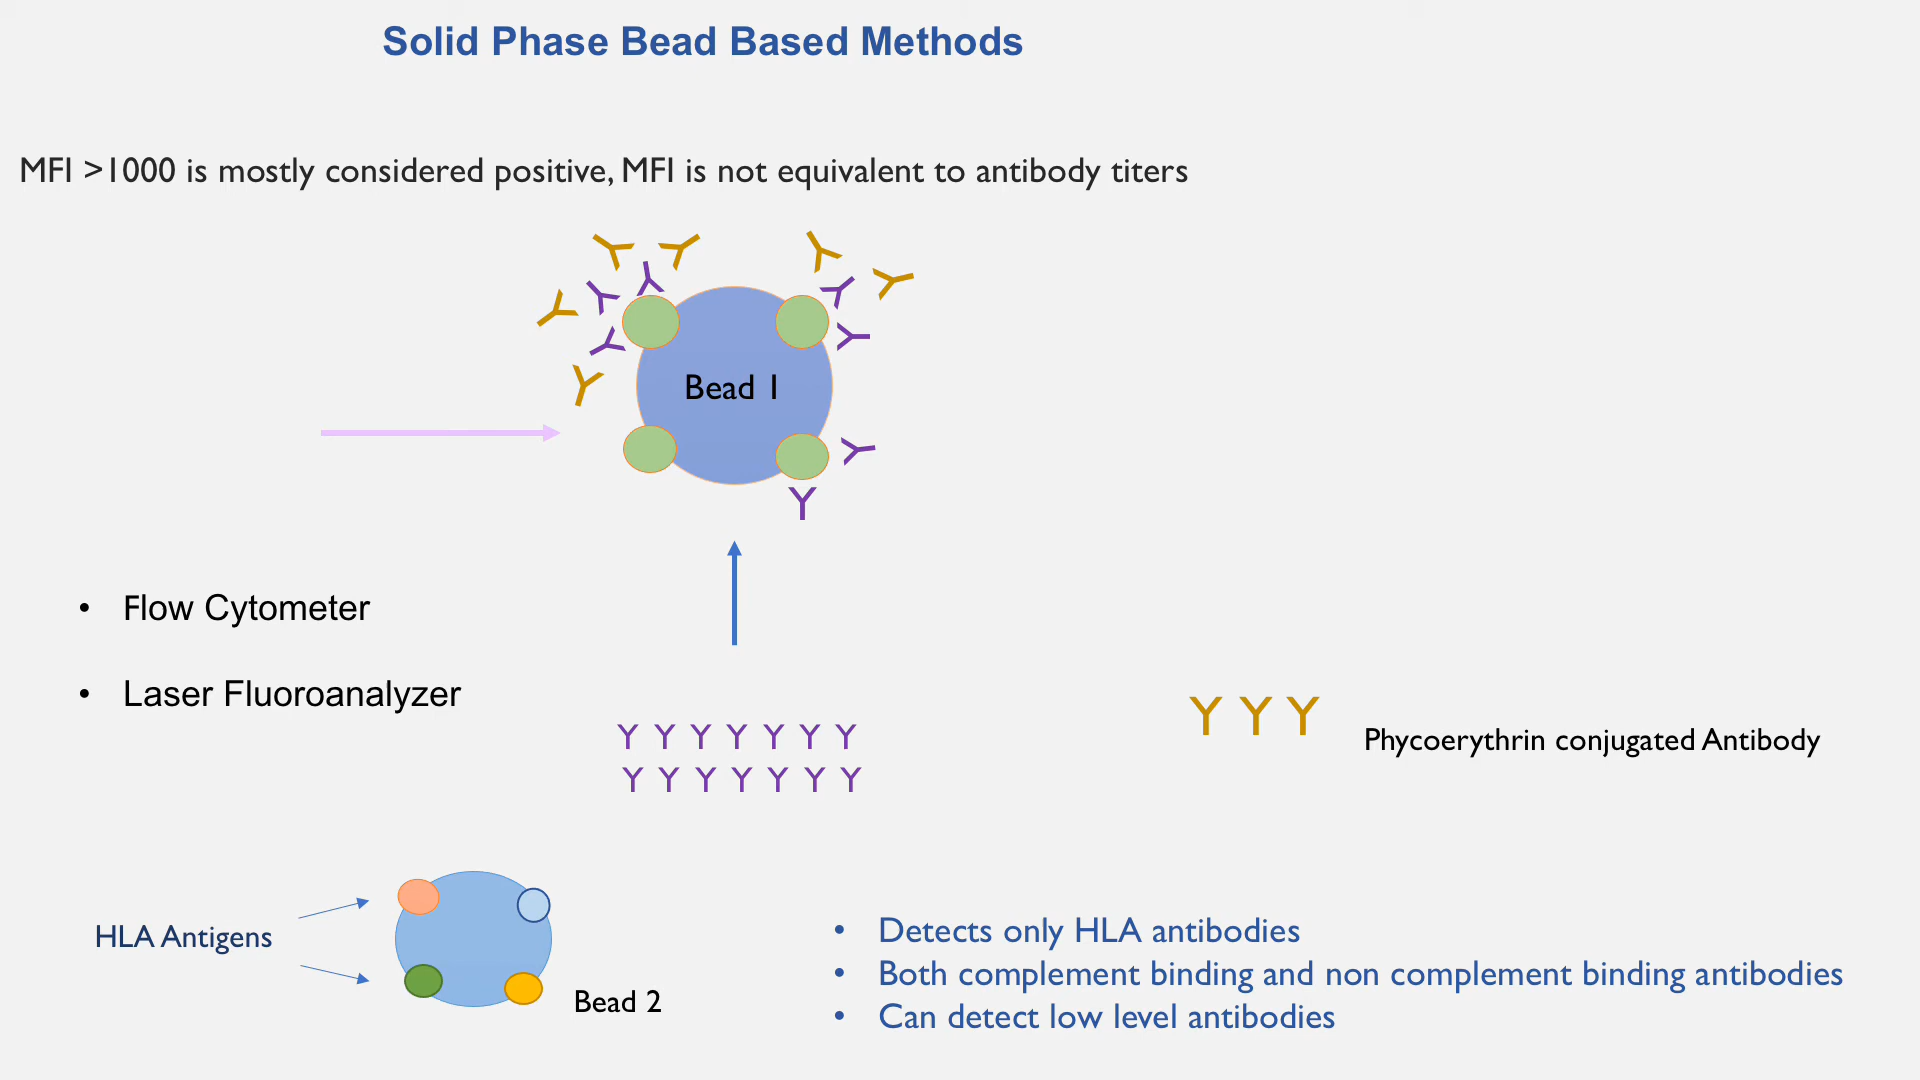 Solid Phase Bead Based Methods
MFI >1000 is mostly considered positive, MFI is not equivalent to antibody titers
Bead 1
• Flow Cytometer
• Laser Fluoroanalyzer
Phycoerythrin conjugated Antibody
HLA Antigens
Bead 2
• Detects only HLA antibodies
• Both complement binding and non complement binding antibodies
• Can detect low level antibodies